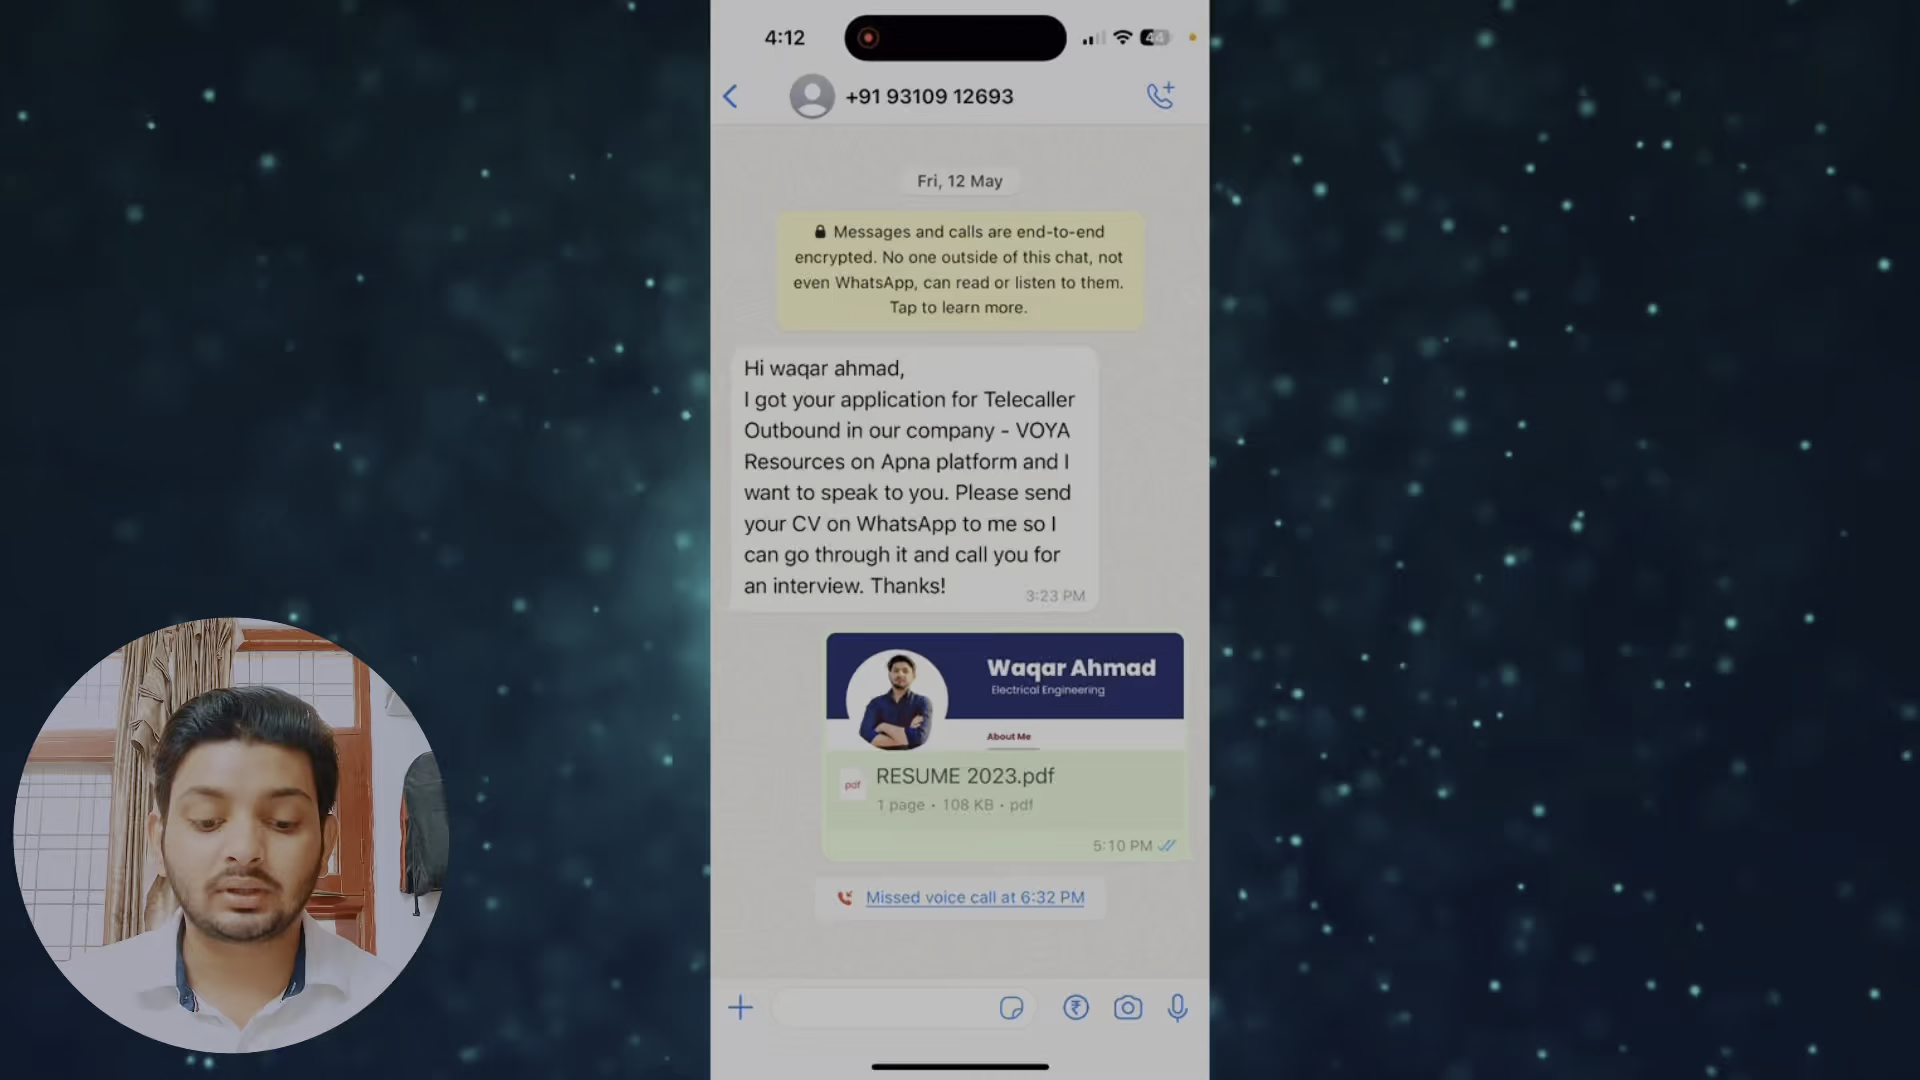 4:12
44
+91 93109 12693
Fri, 12 May
Messages and calls are end-to-end
encrypted. No one outside of this chat, not
even WhatsApp, can read or listen to them.
Tap to learn more.
Hi waqar ahmad,
I got your application for Telecaller
Outbound in our company - VOYA
Resources on Apna platform and I
want to speak to you. Please send
your CV on WhatsApp to me so I
can go through it and call you for
an interview. Thanks!
3:23 PM
Waqar Ahmad
Electrical Engineering
About Me
pdf
RESUME 2023.pdf
1 page • 108 KB • pdf
5:10 PM
Missed voice call at 6:32 PM